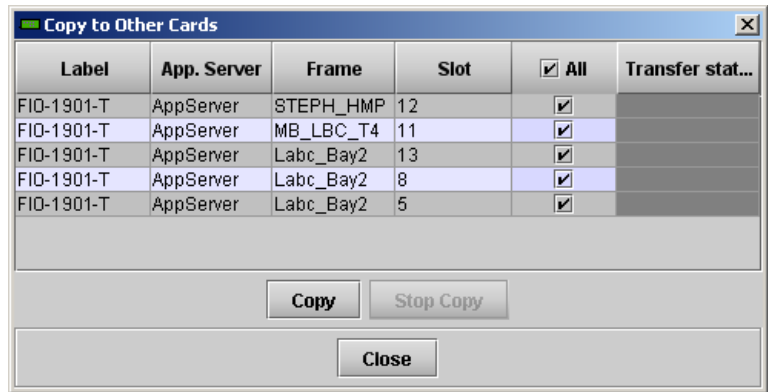 Copy to Other Cards
Label App. Server Frame Slot All Transfer stat...
FIO-1901-T AppServer STEPH_HMP 12
FIO-1901-T AppServer MB_LBC_T4 11
FIO-1901-T AppServer Labc_Bay2 13
FIO-1901-T AppServer Labc_Bay2 8
FIO-1901-T AppServer Labc_Bay2 5
Copy Stop Copy
Close